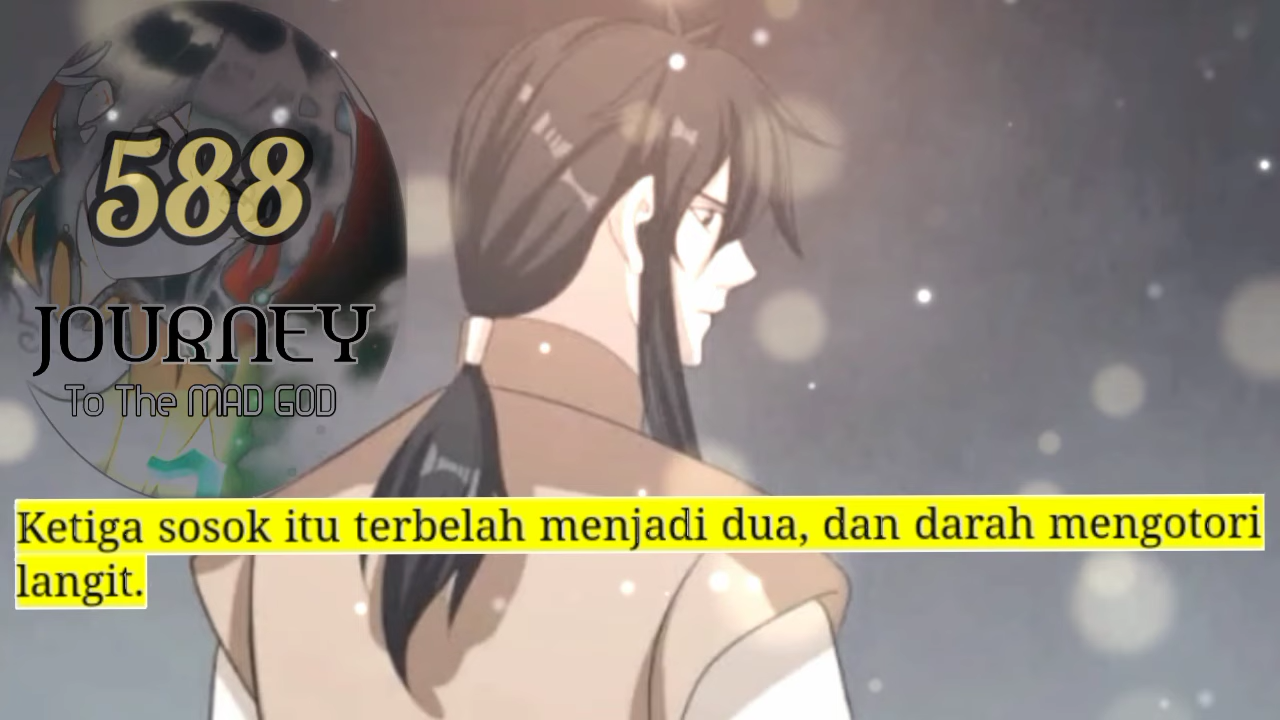 588
JOURNEY
To The MAD GOD
Ketiga sosok itu terbelah menjadi dua, dan darah mengotori
langit.